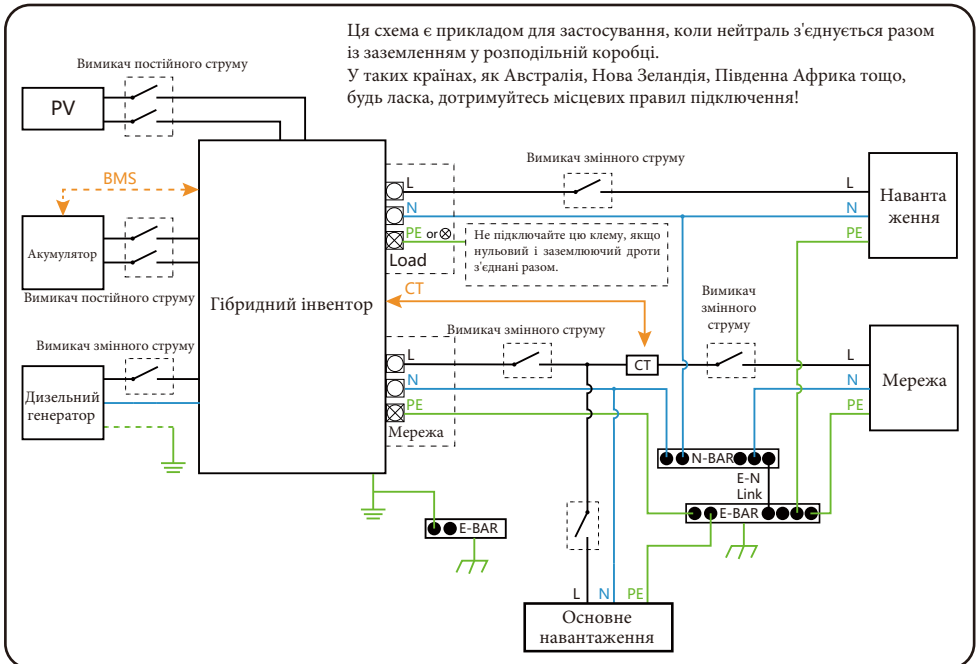 Ця схема є прикладом для застосування, коли нейтраль з'єднується разом
із заземленням у розподільній коробці.
У таких країнах, як Австралія, Нова Зеландія, Південна Африка тощо,
будь ласка, дотримуйтесь місцевих правил підключення!
Вимикач постійного струму
PV
BMS
Акумулятор
Вимикач постійного струму
Вимикач змінного струму
Дизельний
генератор
Гібридний інвентор
L
N
PE or
Load
Не підключайте цю клему, якщо
нульовий і заземлюючий дроти
з'єднані разом.
Вимикач змінного струму
L
N
PE
Наванта
ження
CT
Вимикач змінного струму
Вимикач
змінного
струму
L
N
PE
Мережа
CT
L
N
PE
Мережа
N-BAR
E-N
Link
E-BAR
E-BAR
L
N
PE
Основне
навантаження